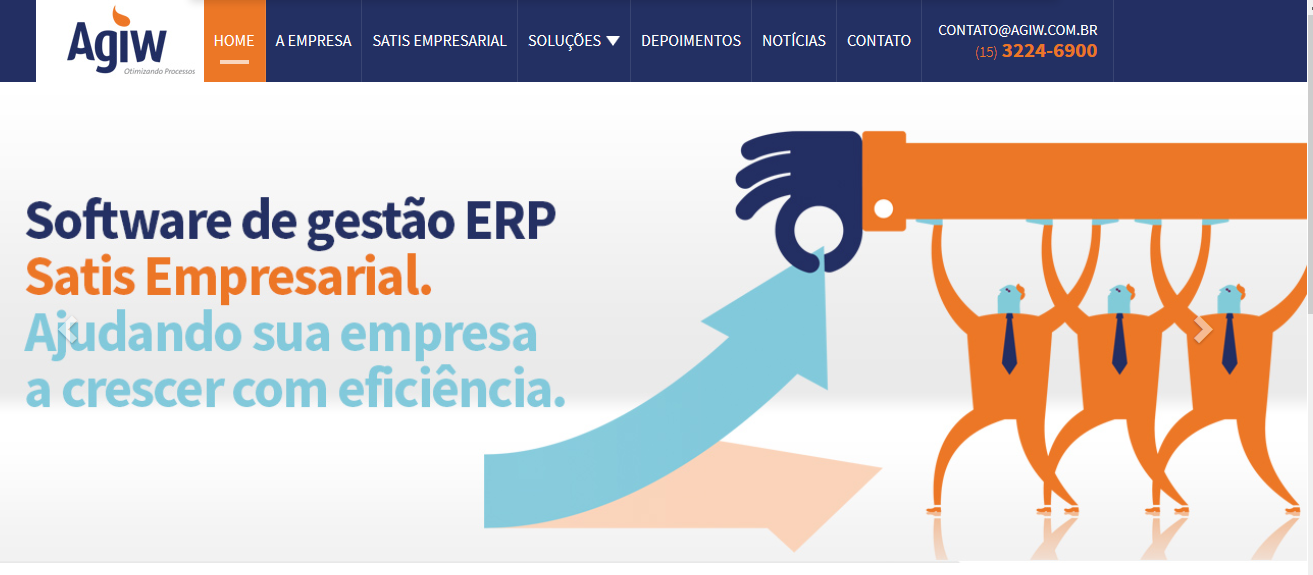 Agiw
Otimizando Processos
HOME
A EMPRESA
SATIS EMPRESARIAL
SOLUÇÕES
DEPOIMENTOS
NOTÍCIAS
CONTATO
CONTATO@AGIW.COM.BR
(15) 3224-6900
Software de gestão ERP
Satis Empresarial.
Ajudando sua empresa
a crescer com eficiência.